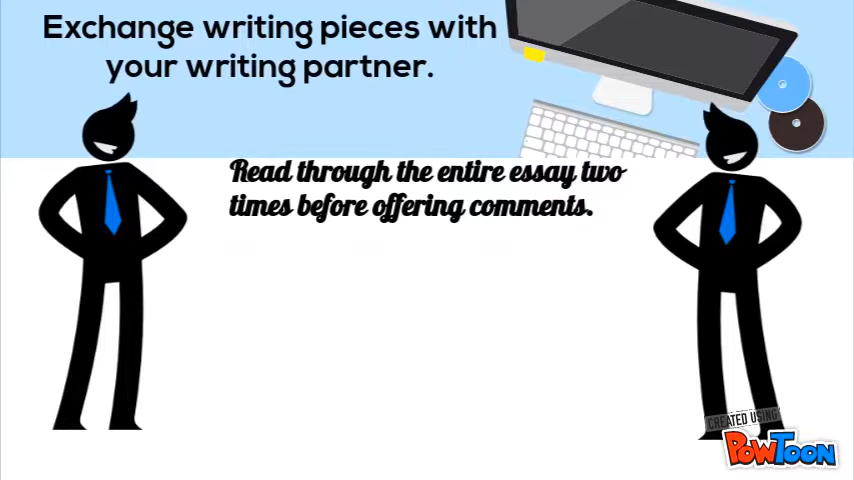 Exchange writing pieces with
your writing partner.
Read through the entire essay two
times before offering comments.
CREATED USING
POWTOON